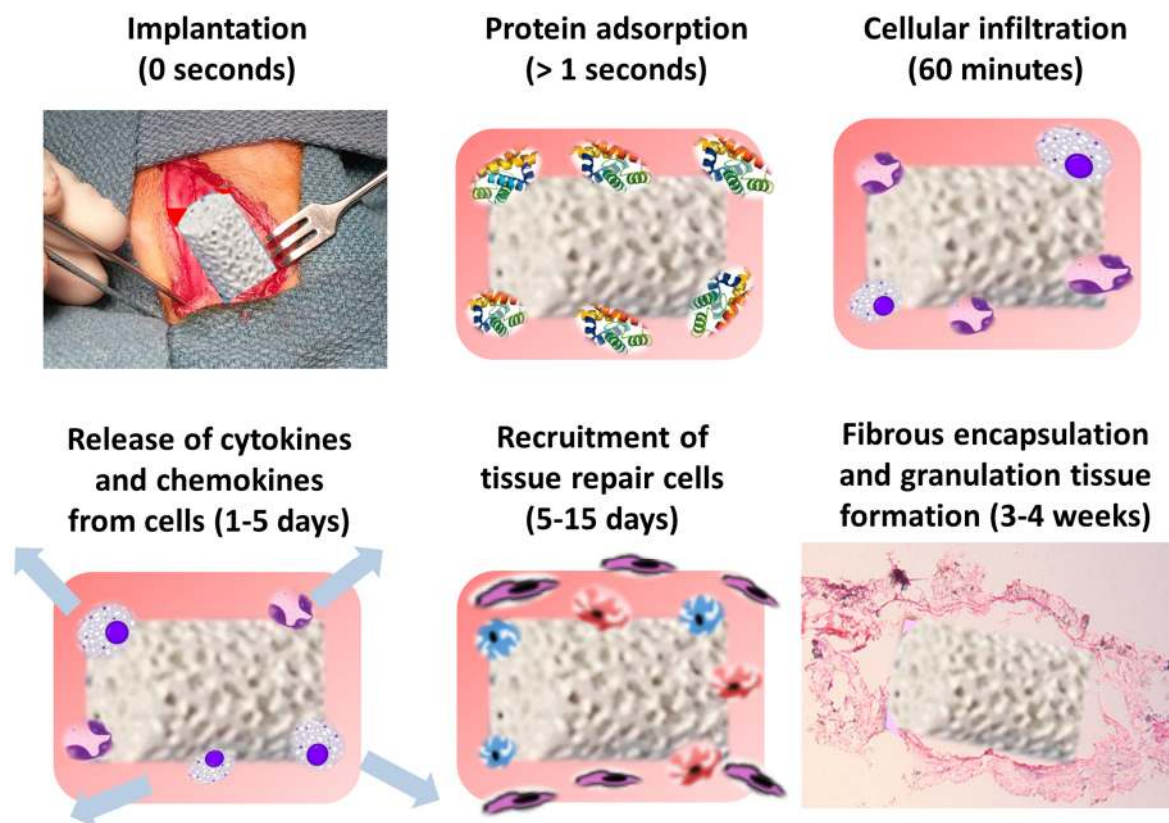 Implantation
(0 seconds)
Protein adsorption
(> 1 seconds)
Cellular infiltration
(60 minutes)
Release of cytokines
and chemokines
from cells (1-5 days)
Recruitment of
tissue repair cells
(5-15 days)
Fibrous encapsulation
and granulation tissue
formation (3-4 weeks)